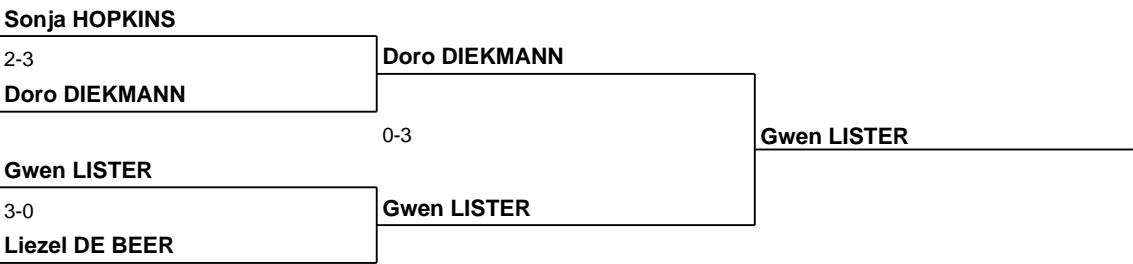 Sonja HOPKINS
2-3
Doro DIEKMANN
Doro DIEKMANN
0-3
Gwen LISTER
Gwen LISTER
3-0
Gwen LISTER
Liezel DE BEER